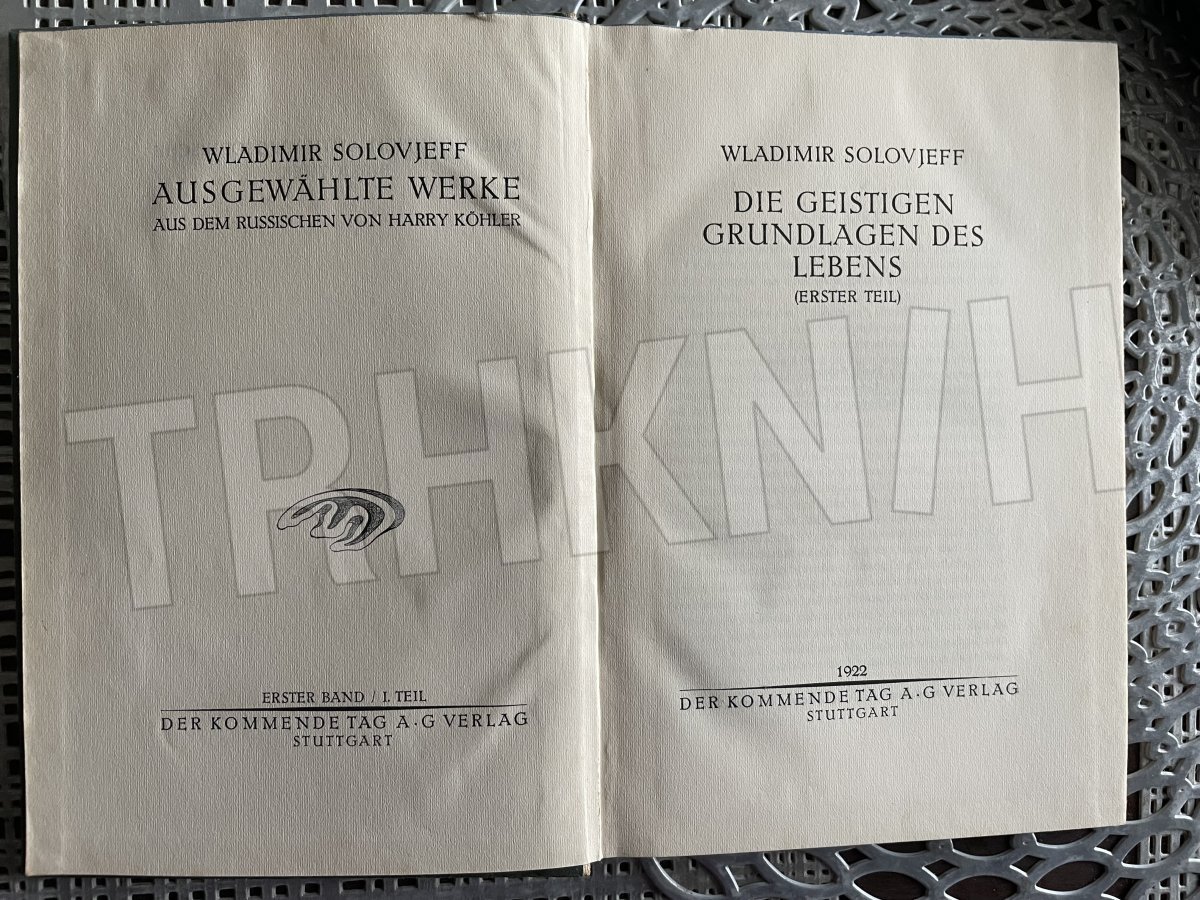 WLADIMIR SOLOVJEFF
AUSGEWÄHLTE WERKE
AUS DEM RUSSISCHEN VON HARRY KÖHLER
ERSTER BAND / I. TEIL
DER KOMMENDE TAG A·G VERLAG
STUTTGART
WLADIMIR SOLOVJEFF
DIE GEISTIGEN
GRUNDLAGEN DES
LEBENS
(ERSTER TEIL)
1922
DER KOMMENDE TAG A·G VERLAG
STUTTGART
TRHKNIH